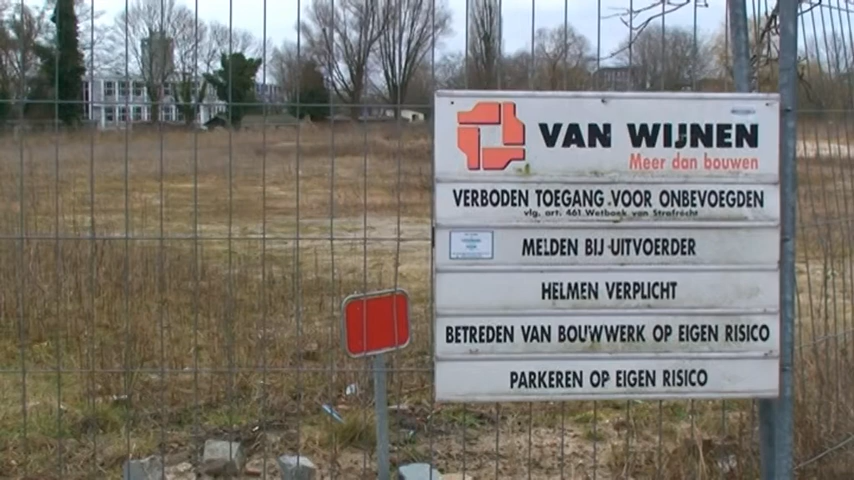 VAN WIJNEN
Meer dan bouwen
VERBODEN TOEGANG VOOR ONBEVOEGDEN
vlg. art. 461 Wetboek van Strafrecht
MELDEN BIJ UITVOERDER
HELMEN VERPLICHT
BETREDEN VAN BOUWWERK OP EIGEN RISICO
PARKEREN OP EIGEN RISICO